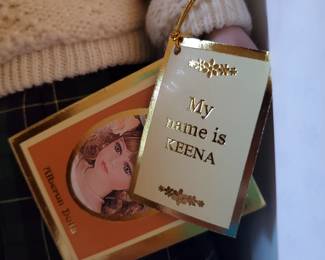 My
name is
KEENA
Alberon Dolls